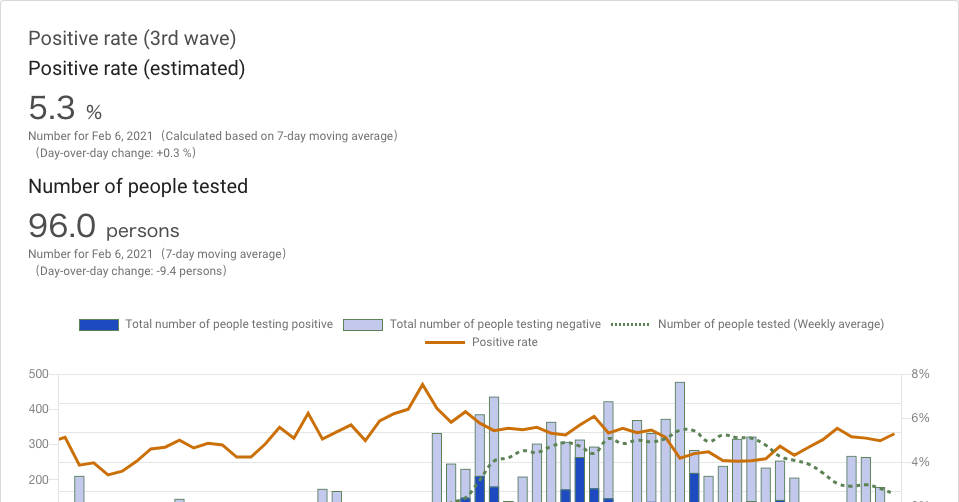 Positive rate (3rd wave)
Positive rate (estimated)
5.3 %
Number for Feb 6, 2021（Calculated based on 7-day moving average）
（Day-over-day change: +0.3 %）
Number of people tested
96.0 persons
Number for Feb 6, 2021（7-day moving average）
（Day-over-day change: -9.4 persons）
Total number of people testing positive Total number of people testing negative Number of people tested (Weekly average)
Positive rate
500 8%
400 6%
300 4%
200